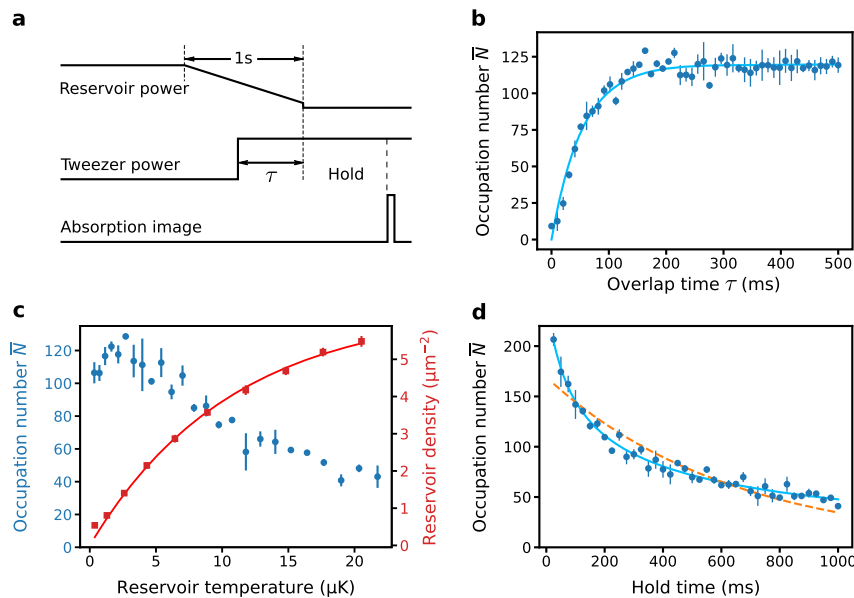 a
1s
Reservoir power
Tweezer power
τ
Hold
Absorption image
b
Occupation number N̅
125
100
75
50
25
0
0
100
200
300
400
500
Overlap time τ (ms)
c
Occupation number N̅
120
100
80
60
40
20
0
0
5
10
15
20
Reservoir temperature (μK)
5
4
3
2
1
0
Reservoir density (μm⁻²)
d
Occupation number N̅
200
150
100
50
0
0
200
400
600
800
1000
Hold time (ms)